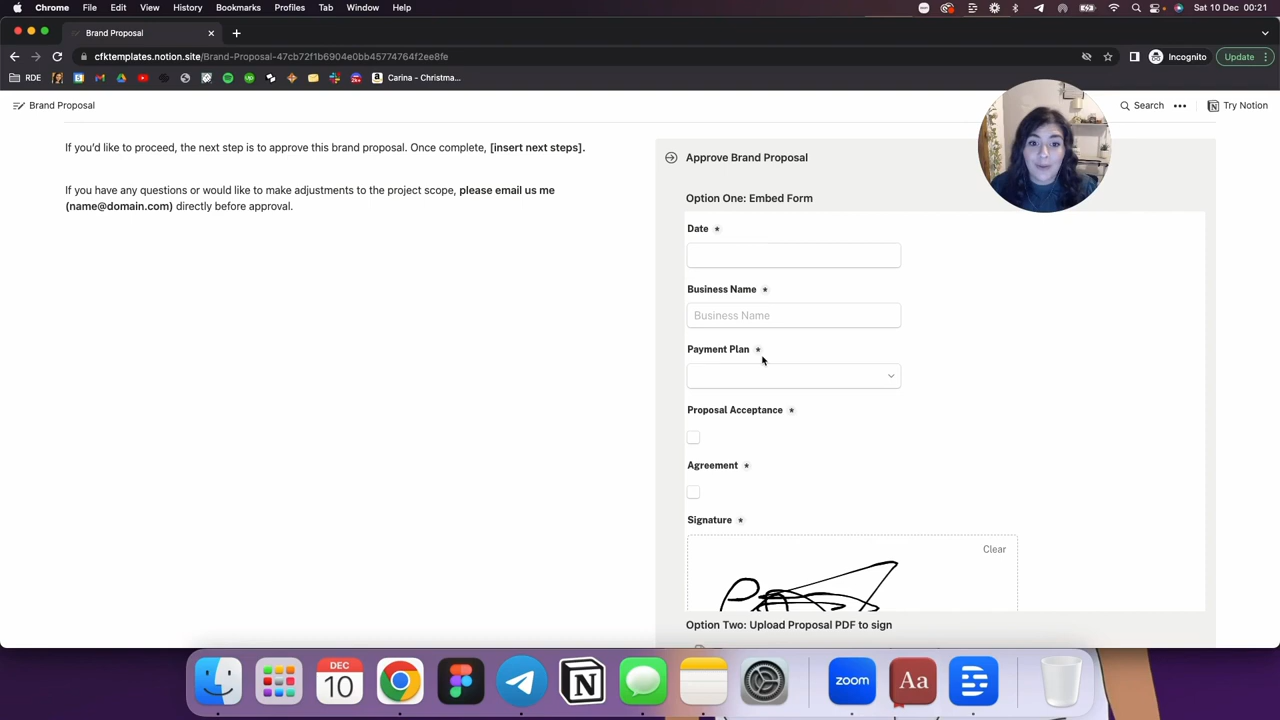 Chrome File Edit View History Bookmarks Profiles Tab Window Help
Sat 10 Dec 00:21
Brand Proposal
cfktemplates.notion.site/Brand-Proposal-47cb72f1b6904e0bb45774764f2ee8fe
Incognito
Update
RDE
Carina - Christma...
Brand Proposal
Search
Try Notion
If you'd like to proceed, the next step is to approve this brand proposal. Once complete, [insert next steps].
If you have any questions or would like to make adjustments to the project scope, please email us me
(name@domain.com) directly before approval.
Approve Brand Proposal
Option One: Embed Form
Date *
Business Name *
Business Name
Payment Plan *
Proposal Acceptance *
Agreement *
Signature *
Clear
Option Two: Upload Proposal PDF to sign
DEC
10
zoom
Aa